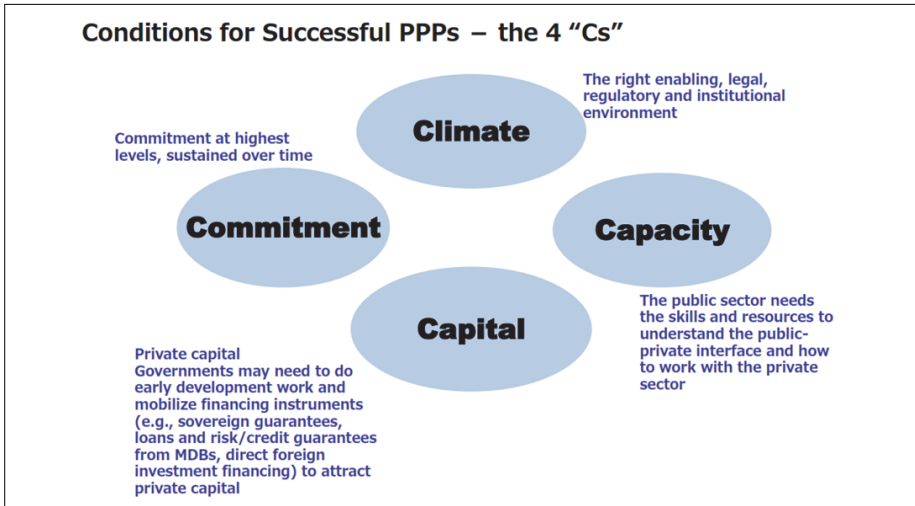 Conditions for Successful PPPs – the 4 “Cs”
Climate
The right enabling, legal,
regulatory and institutional
environment
Commitment at highest
levels, sustained over time
Commitment
Capacity
The public sector needs
the skills and resources to
understand the public-
private interface and how
to work with the private
sector
Capital
Private capital
Governments may need to do
early development work and
mobilize financing instruments
(e.g., sovereign guarantees,
loans and risk/credit guarantees
from MDBs, direct foreign
investment financing) to attract
private capital